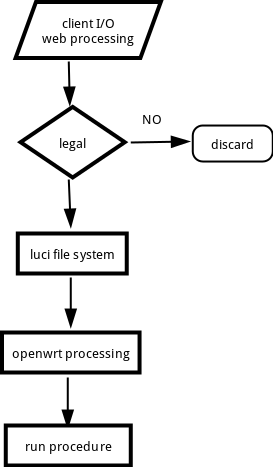 client I/O
web processing
legal
NO
discard
luci file system
openwrt processing
run procedure